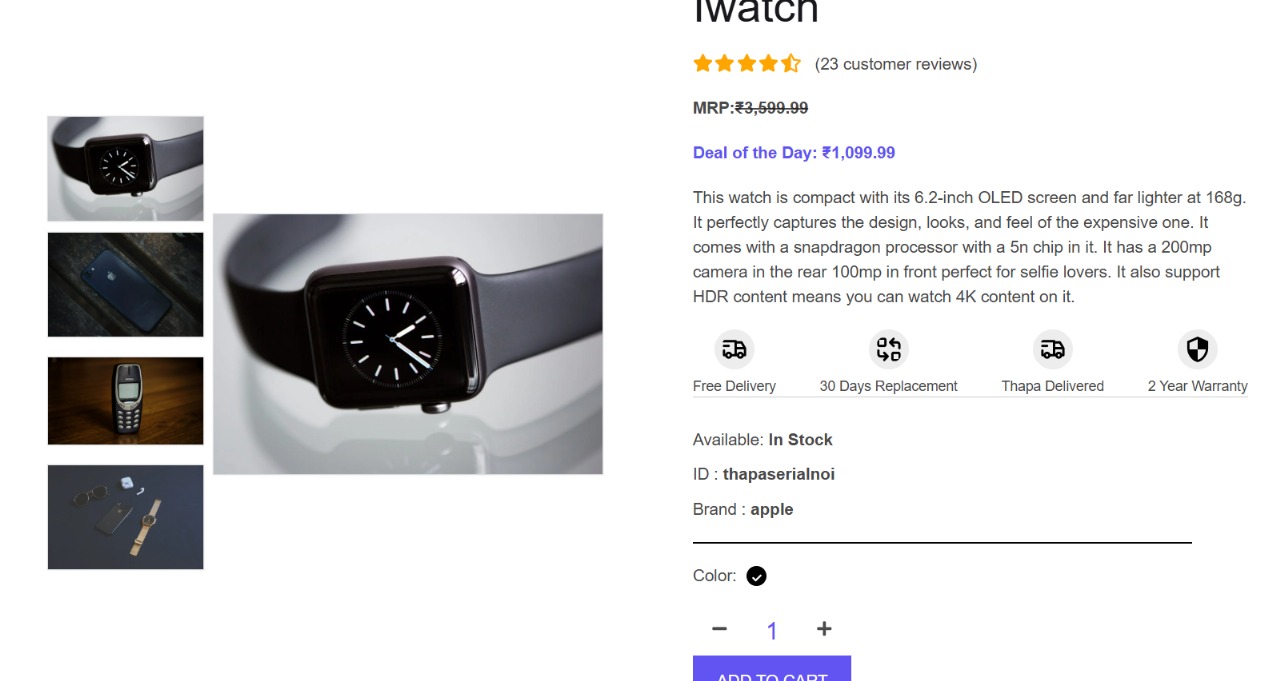 Iwatch
(23 customer reviews)
MRP:₹3,599.99
Deal of the Day: ₹1,099.99
This watch is compact with its 6.2-inch OLED screen and far lighter at 168g.
It perfectly captures the design, looks, and feel of the expensive one. It
comes with a snapdragon processor with a 5n chip in it. It has a 200mp
camera in the rear 100mp in front perfect for selfie lovers. It also support
HDR content means you can watch 4K content on it.
Free Delivery 30 Days Replacement Thapa Delivered 2 Year Warranty
Available: In Stock
ID : thapaserialnoi
Brand : apple
Color:
1
ADD TO CART